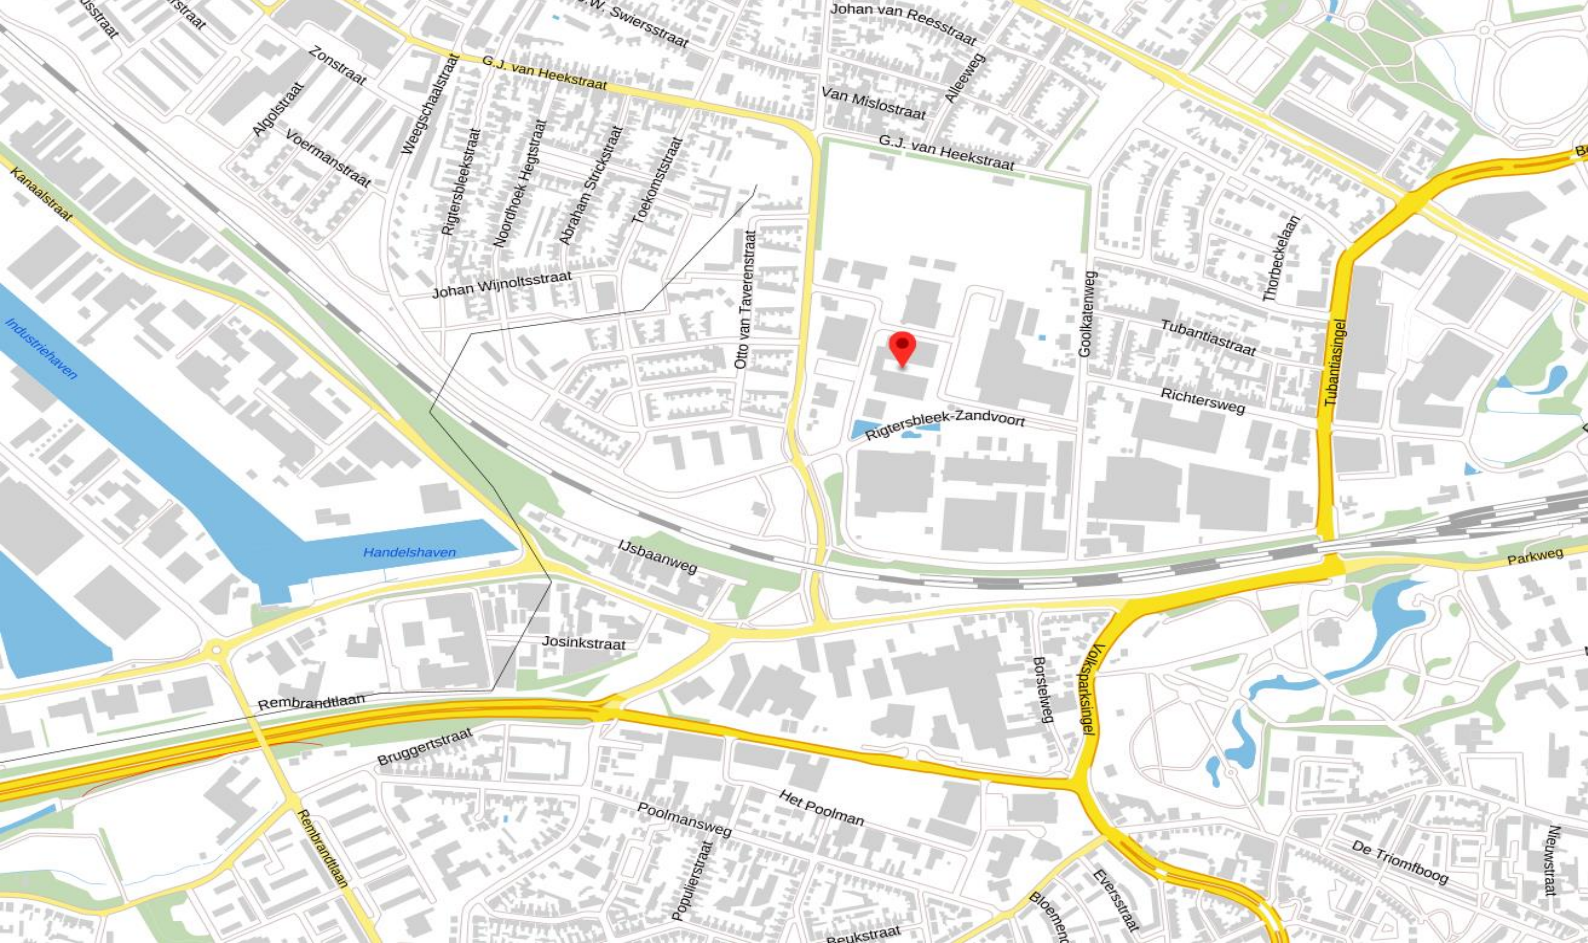 Johan van Reesstraat
G.W. Swiersstraat
Zonstraat
G.J. van Heekstraat
Alleeweg
Van Mislostraat
Algolstraat
Weegschaalstraat
Voermanstraat
G.J. van Heekstraat
Kanaalstraat
Rigtersbleekstraat
Noordhoek Hegtstraat
Abraham Strickstraat
Toekomststraat
Johan Wijnoltsstraat
Otto van Taverenstraat
Goolkatenweg
Thorbeckelaan
Tubantiastraat
Tubantiasingel
Industriehaven
Richtersweg
Rigtersbleek-Zandvoort
Handelshaven
IJsbaanweg
Parkweg
Josinkstraat
Borstelweg
Volksparksingel
Rembrandtlaan
Bruggertstraat
Het Poolman
Poolmansweg
Rembrandtlaan
Populierstraat
De Triomfboog
Nieuwstraat
Eversstraat
Bloemend
Beukstraat